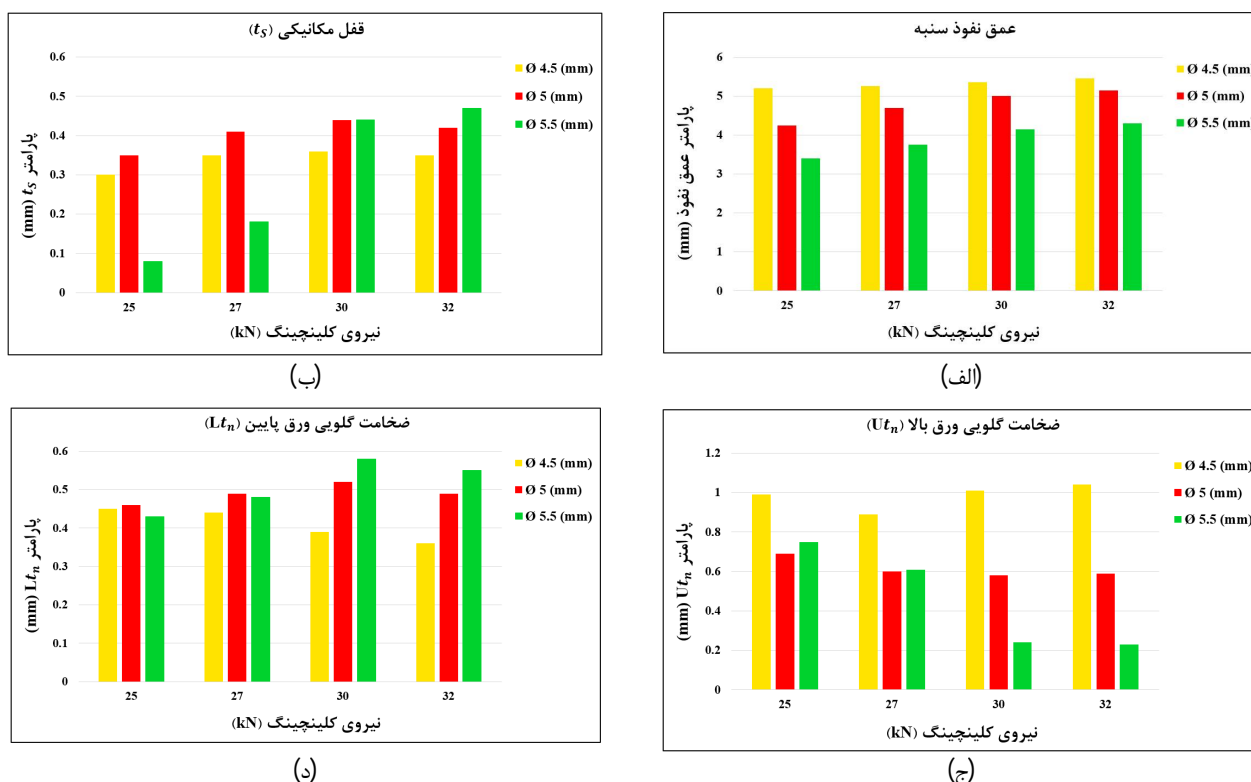 عمق نفوذ سنبه
پارامتر عمق نفوذ (mm)
6
5
4
3
2
1
0
25 27 30 32
نیروی کلینچینگ (kN)
Ø 4.5 (mm)
Ø 5 (mm)
Ø 5.5 (mm)
(الف)
قفل مکانیکی (t_S)
پارامتر t_S (mm)
0.6
0.5
0.4
0.3
0.2
0.1
0
25 27 30 32
نیروی کلینچینگ (kN)
Ø 4.5 (mm)
Ø 5 (mm)
Ø 5.5 (mm)
(ب)
ضخامت گلویی ورق بالا (Ut_n)
پارامتر Ut_n (mm)
1.2
1
0.8
0.6
0.4
0.2
0
25 27 30 32
نیروی کلینچینگ (kN)
Ø 4.5 (mm)
Ø 5 (mm)
Ø 5.5 (mm)
(ج)
ضخامت گلویی ورق پایین (Lt_n)
پارامتر Lt_n (mm)
0.6
0.5
0.4
0.3
0.2
0.1
0
25 27 30 32
نیروی کلینچینگ (kN)
Ø 4.5 (mm)
Ø 5 (mm)
Ø 5.5 (mm)
(د)